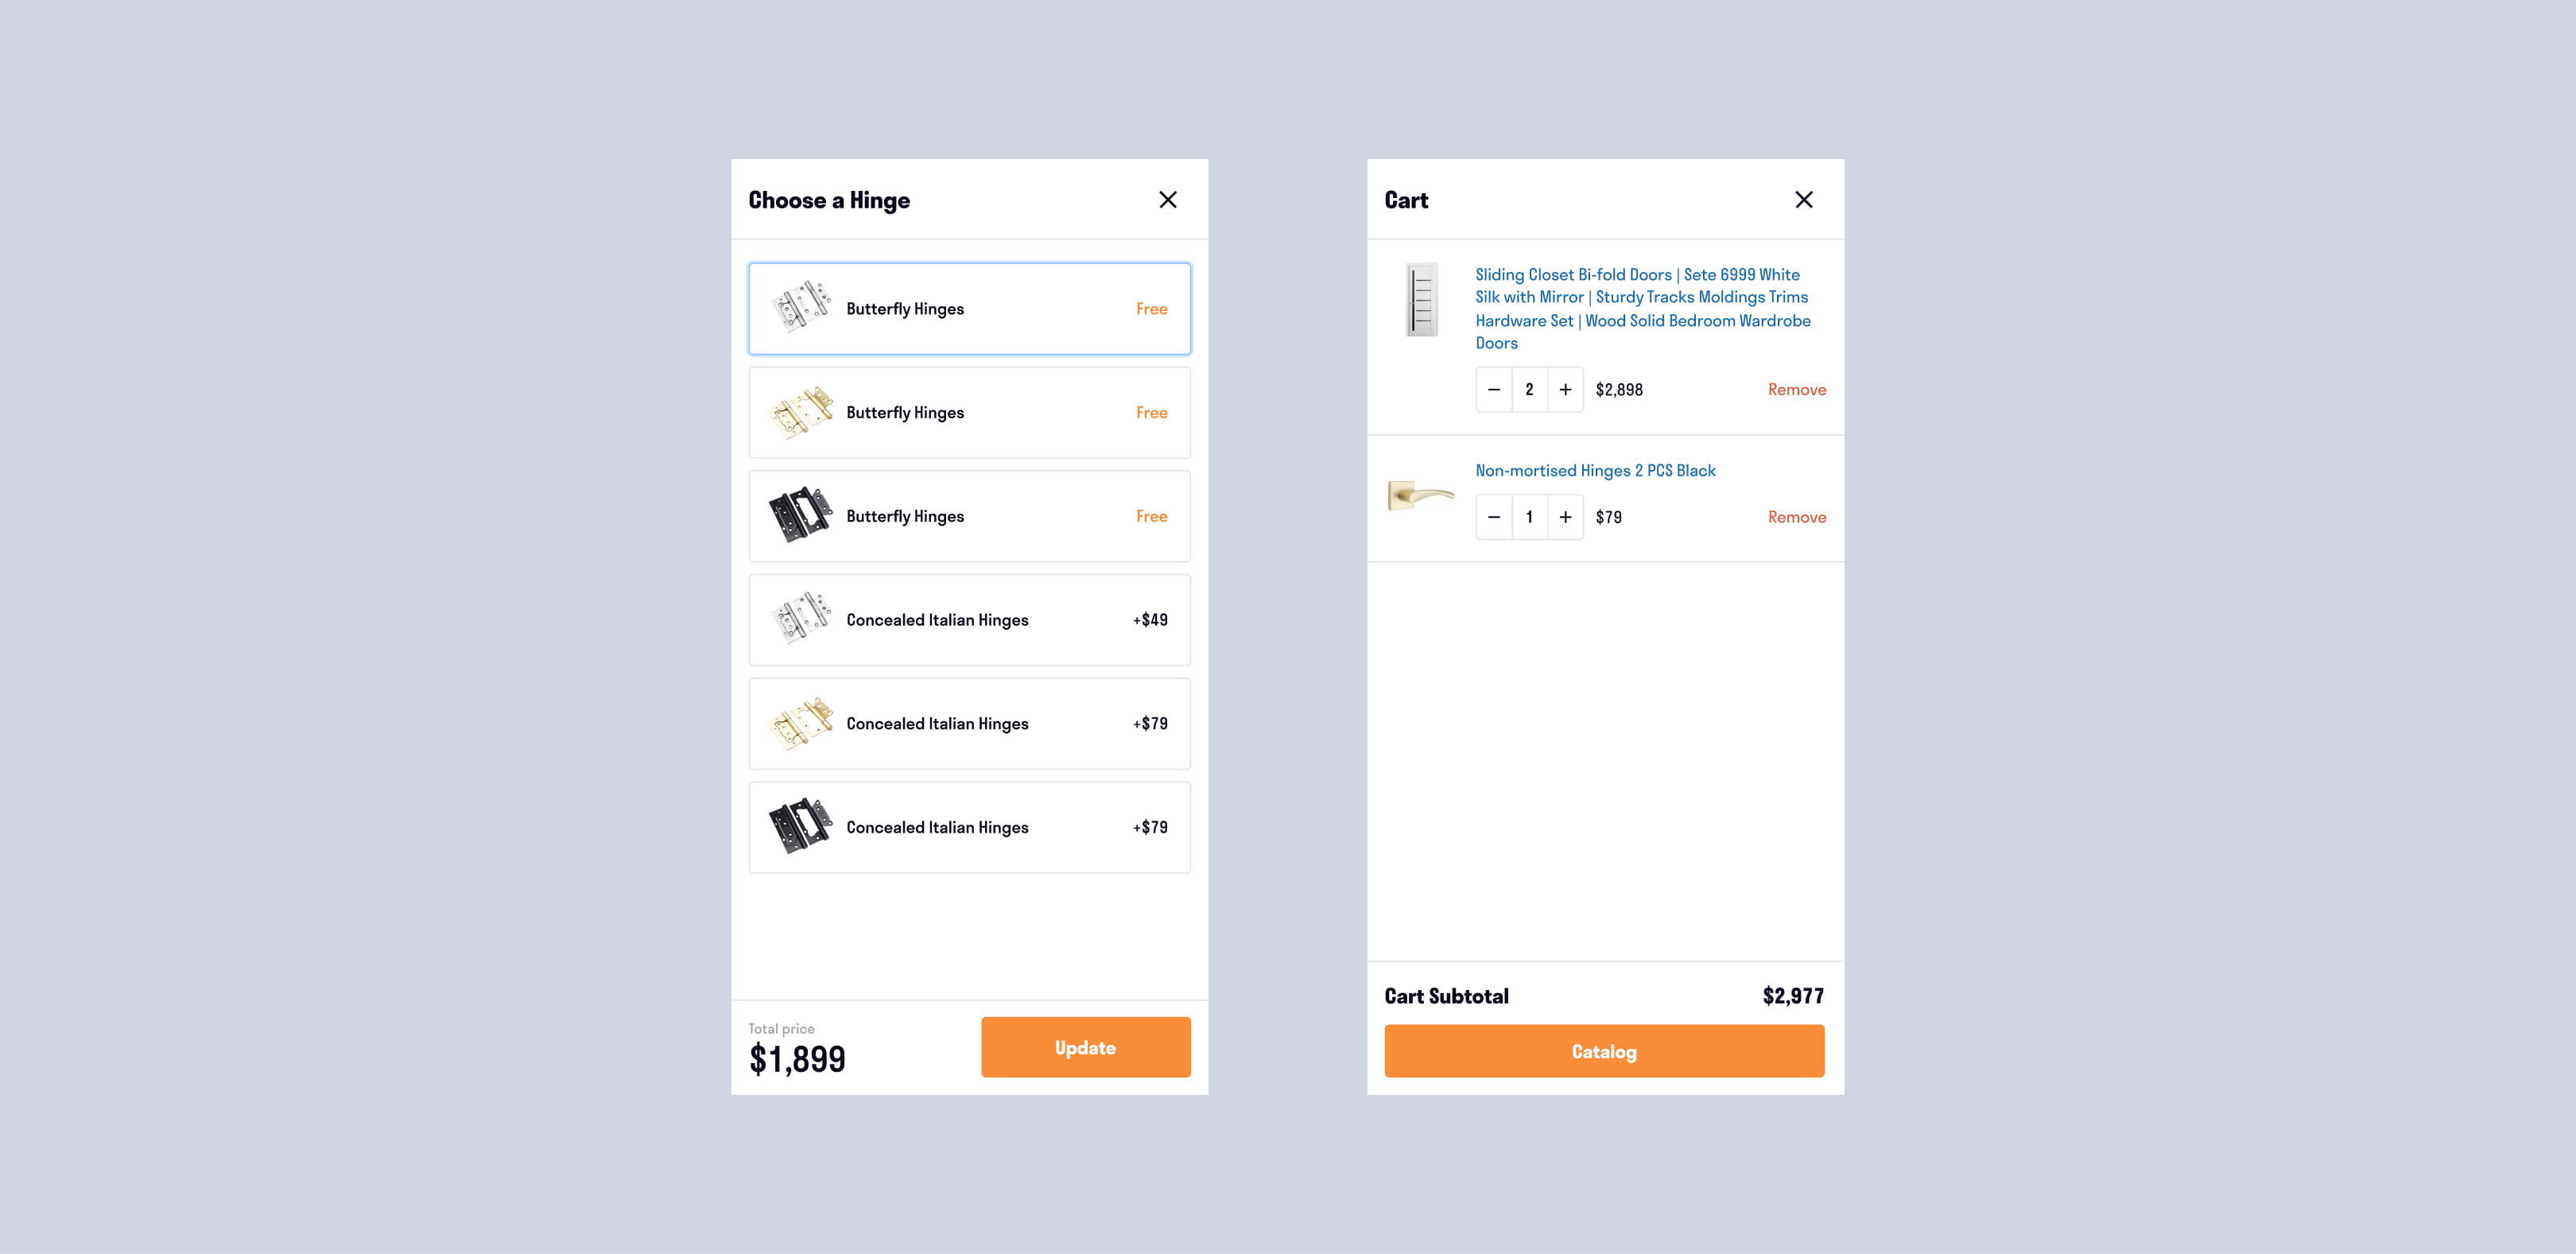 Choose a Hinge
Butterfly Hinges
Free
Butterfly Hinges
Free
Butterfly Hinges
Free
Concealed Italian Hinges
+$49
Concealed Italian Hinges
+$79
Concealed Italian Hinges
+$79
Total price
$1,899
Update
Cart
Sliding Closet Bi-fold Doors | Sete 6999 White
Silk with Mirror | Sturdy Tracks Moldings Trims
Hardware Set | Wood Solid Bedroom Wardrobe
Doors
2
$2,898
Remove
Non-mortised Hinges 2 PCS Black
1
$79
Remove
Cart Subtotal
$2,977
Catalog